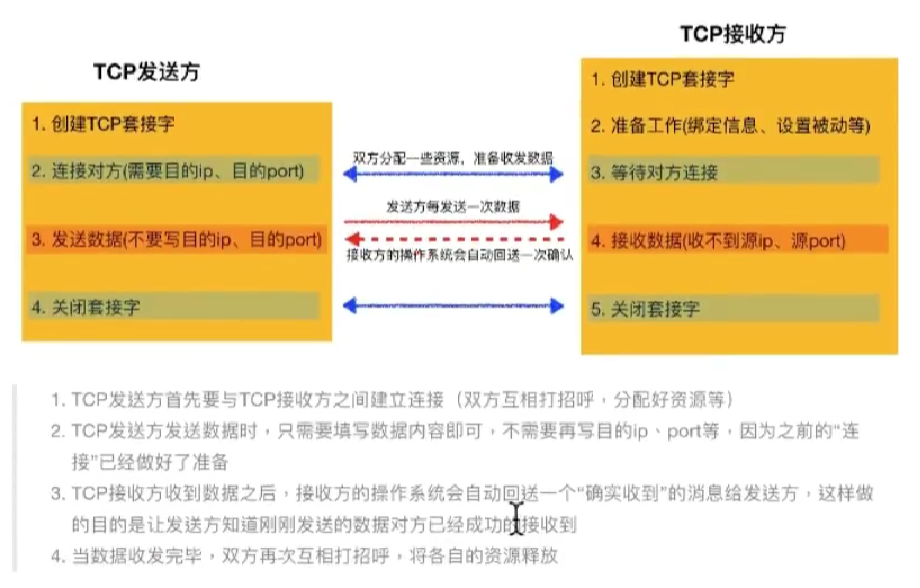 TCP发送方
1. 创建TCP套接字
2. 连接对方(需要目的ip、目的port)
3. 发送数据(不要写目的ip、目的port)
4. 关闭套接字
双方分配一些资源，准备收发数据
发送方每发送一次数据
接收方的操作系统会自动回送一次确认
TCP接收方
1. 创建TCP套接字
2. 准备工作(绑定信息、设置被动等)
3. 等待对方连接
4. 接收数据(收不到源ip、源port)
5. 关闭套接字
1. TCP发送方首先要与TCP接收方之间建立连接（双方互相打招呼，分配好资源等）
2. TCP发送方发送数据时，只需要填写数据内容即可，不需要再写目的ip、port等，因为之前的“连
接”已经做好了准备
3. TCP接收方收到数据之后，接收方的操作系统会自动回送一个“确实收到”的消息给发送方，这样做
的目的是让发送方知道刚刚发送的数据对方已经成功的接收到
4. 当数据收发完毕，双方再次互相打招呼，将各自的资源释放